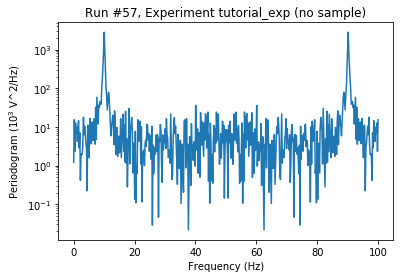 Run #57, Experiment tutorial_exp (no sample)
Periodogram (10³ V^2/Hz)
10³
10²
10¹
10⁰
10⁻¹
0 20 40 60 80 100
Frequency (Hz)